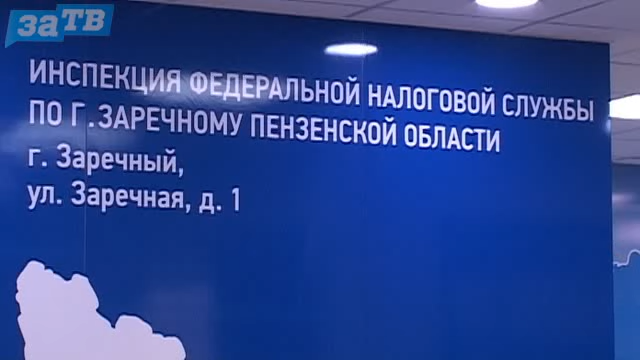 заТВ
ИНСПЕКЦИЯ ФЕДЕРАЛЬНОЙ НАЛОГОВОЙ СЛУЖБЫ
ПО Г. ЗАРЕЧНОМУ ПЕНЗЕНСКОЙ ОБЛАСТИ
г. Заречный,
ул. Заречная, д. 1